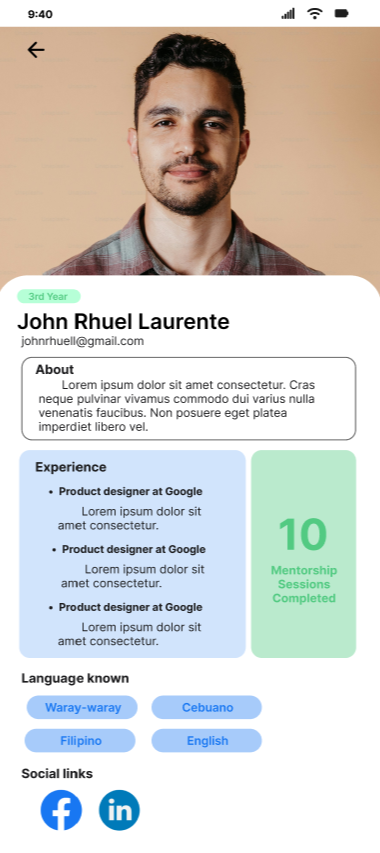 9:40
3rd Year
John Rhuel Laurente
johnrhuell@gmail.com
About
Lorem ipsum dolor sit amet consectetur. Cras
neque pulvinar vivamus commodo dui varius nulla
venenatis faucibus. Non posuere eget platea
imperdiet libero vel.
Experience
• Product designer at Google
Lorem ipsum dolor sit
amet consectetur.
• Product designer at Google
Lorem ipsum dolor sit
amet consectetur.
• Product designer at Google
Lorem ipsum dolor sit
amet consectetur.
10
Mentorship
Sessions
Completed
Language known
Waray-waray
Cebuano
Filipino
English
Social links
f
in